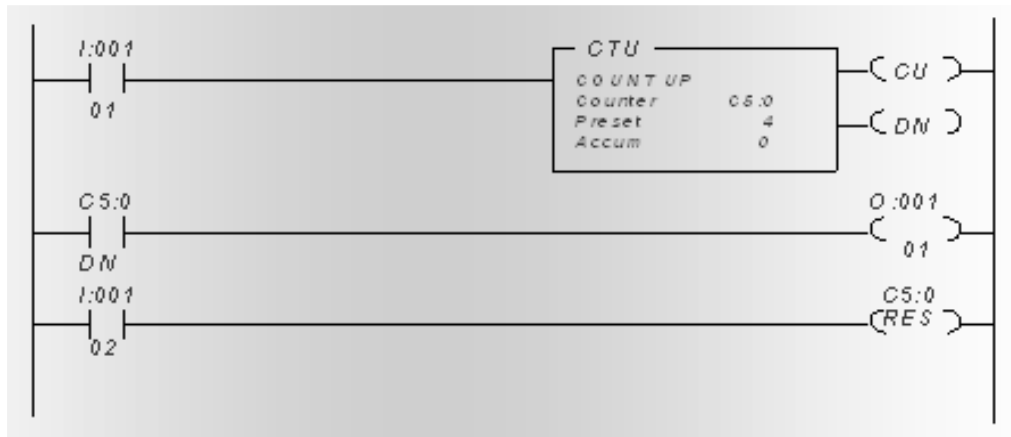 I:001
01
CTU
COUNT UP
Counter C5:0
Preset 4
Accum 0
CU
DN
C5:0
DN
O:001
01
I:001
02
C5:0
RES